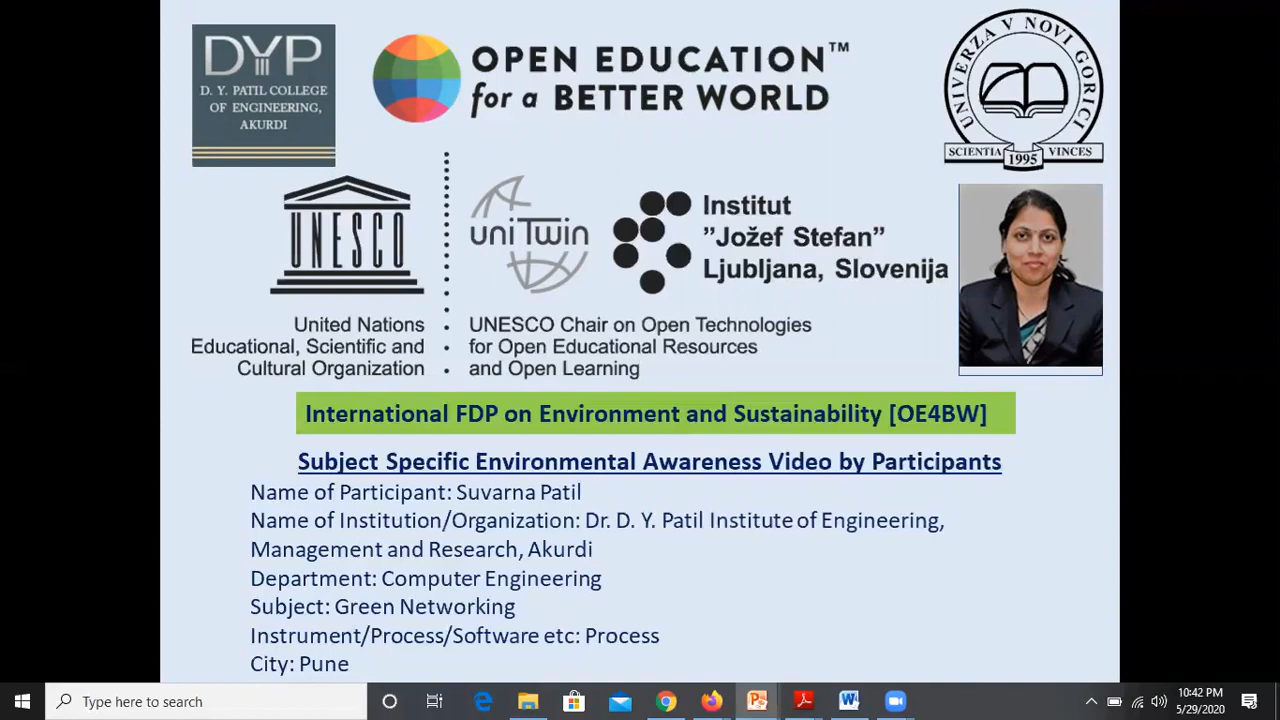 DYP
D. Y. PATIL COLLEGE
OF ENGINEERING,
AKURDI
OPEN EDUCATION™
for a BETTER WORLD
UNIVERZA V NOVI GORICI
SCIENTIA 1995 VINCES
UNESCO
uniTwin
Institut
"Jožef Stefan"
Ljubljana, Slovenija
United Nations
Educational, Scientific and
Cultural Organization
UNESCO Chair on Open Technologies
for Open Educational Resources
and Open Learning
International FDP on Environment and Sustainability [OE4BW]
Subject Specific Environmental Awareness Video by Participants
Name of Participant: Suvarna Patil
Name of Institution/Organization: Dr. D. Y. Patil Institute of Engineering,
Management and Research, Akurdi
Department: Computer Engineering
Subject: Green Networking
Instrument/Process/Software etc: Process
City: Pune
Type here to search
10:42 PM
5/29/2020